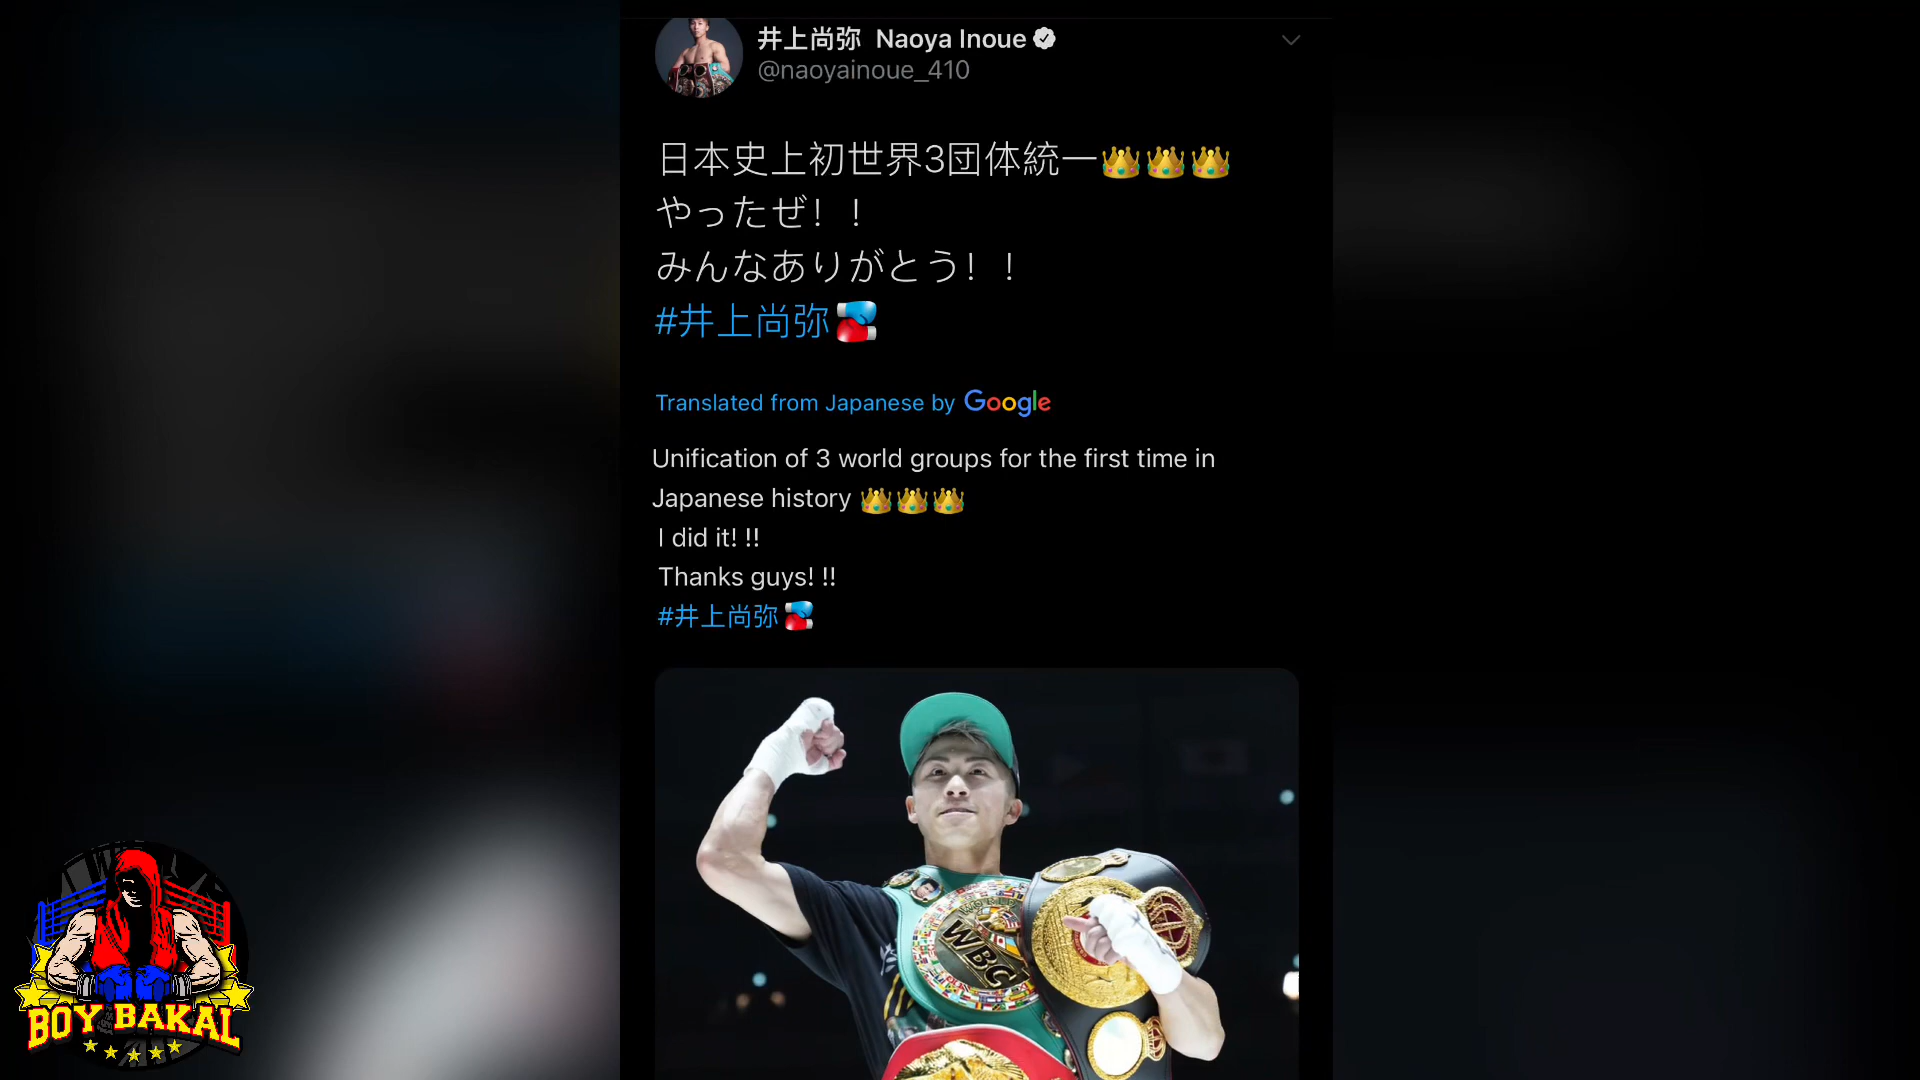 井上尚弥 Naoya Inoue
@naoyainoue_410
日本史上初世界3団体統一👑👑👑
やったぜ！！
みんなありがとう！！
#井上尚弥🥊
Translated from Japanese by Google
Unification of 3 world groups for the first time in
Japanese history 👑👑👑
I did it! !!
Thanks guys! !!
#井上尚弥🥊
WORLD
WBC
BOY BAKAL